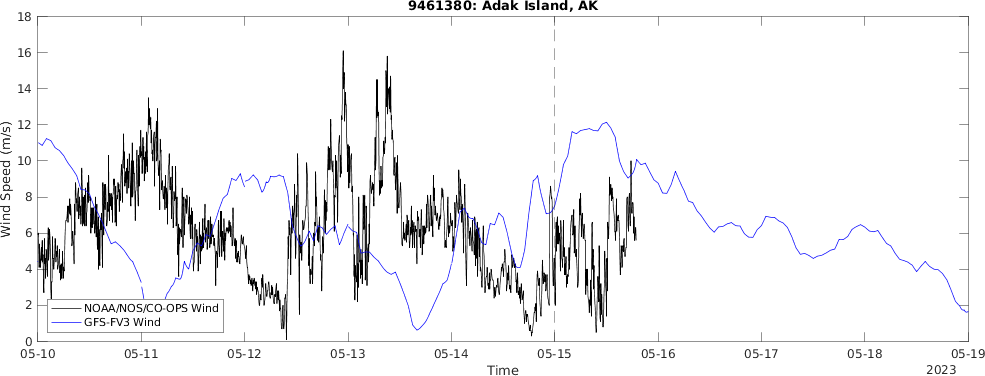 9461380: Adak Island, AK
Wind Speed (m/s)
18
16
14
12
10
8
6
4
2
0
NOAA/NOS/CO-OPS Wind
GFS-FV3 Wind
05-10 05-11 05-12 05-13 05-14 05-15 05-16 05-17 05-18 05-19
Time
2023